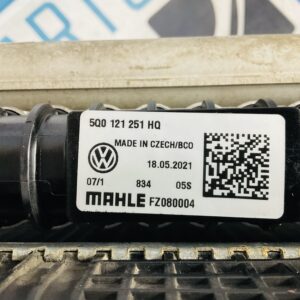 5Q0 121 251 HQ
MADE IN CZECH/BCO
18.05.2021
07/1 834 05S
MAHLE FZ080004